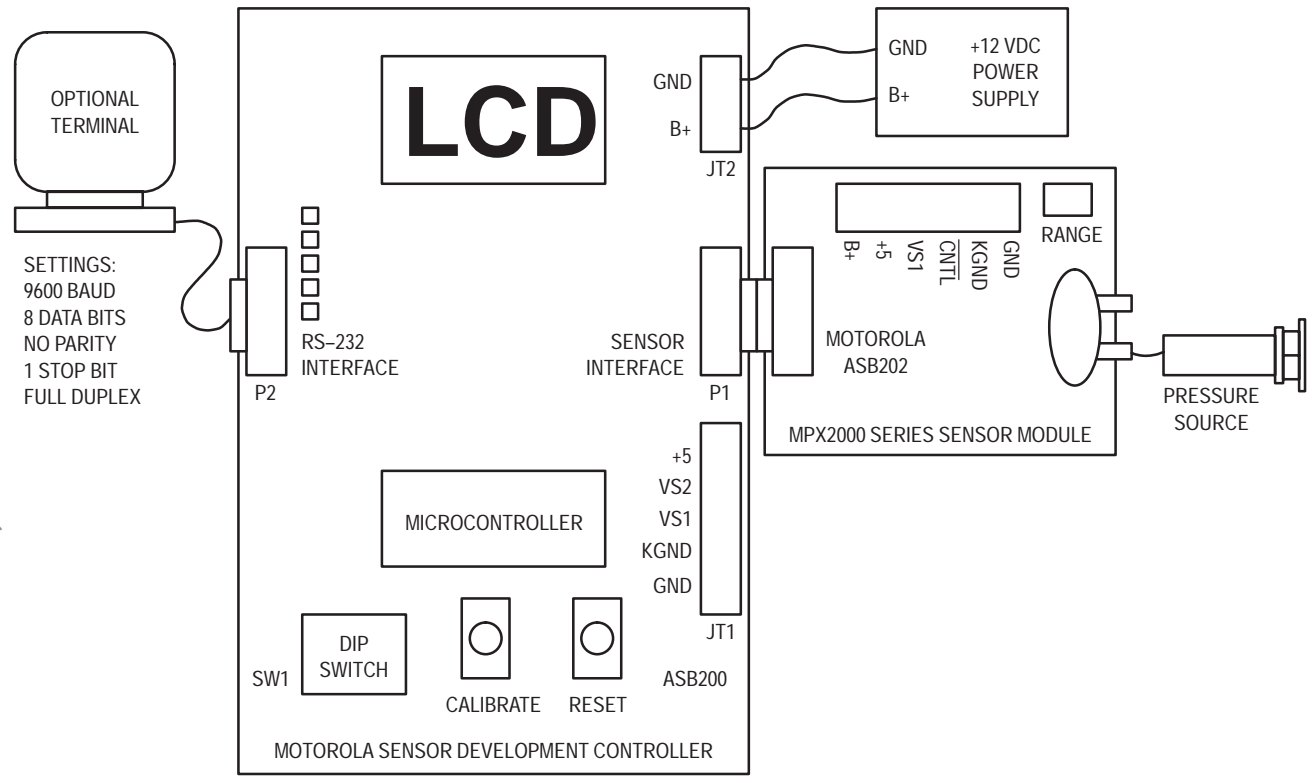 OPTIONAL
TERMINAL
SETTINGS:
9600 BAUD
8 DATA BITS
NO PARITY
1 STOP BIT
FULL DUPLEX
LCD
GND
B+
JT2
GND
B+
+12 VDC
POWER
SUPPLY
RS–232
INTERFACE
P2
SENSOR
INTERFACE
P1
B+
+5
VS1
CNTL
KGND
GND
RANGE
MOTOROLA
ASB202
MPX2000 SERIES SENSOR MODULE
PRESSURE
SOURCE
MICROCONTROLLER
+5
VS2
VS1
KGND
GND
JT1
SW1
DIP
SWITCH
CALIBRATE
RESET
ASB200
MOTOROLA SENSOR DEVELOPMENT CONTROLLER